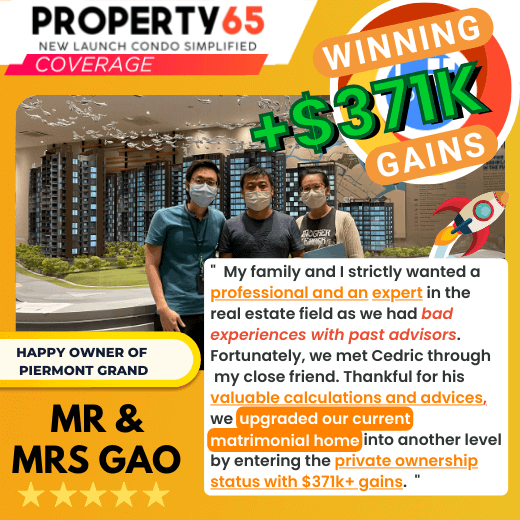 PROPERTY65
NEW LAUNCH CONDO SIMPLIFIED
COVERAGE
WINNING
+$371K
GAINS
" My family and I strictly wanted a
professional and an expert in the
real estate field as we had bad
experiences with past advisors.
Fortunately, we met Cedric through
my close friend. Thankful for his
valuable calculations and advices,
we upgraded our current
matrimonial home into another level
by entering the private ownership
status with $371k+ gains. "
HAPPY OWNER OF
PIERMONT GRAND
MR &
MRS GAO